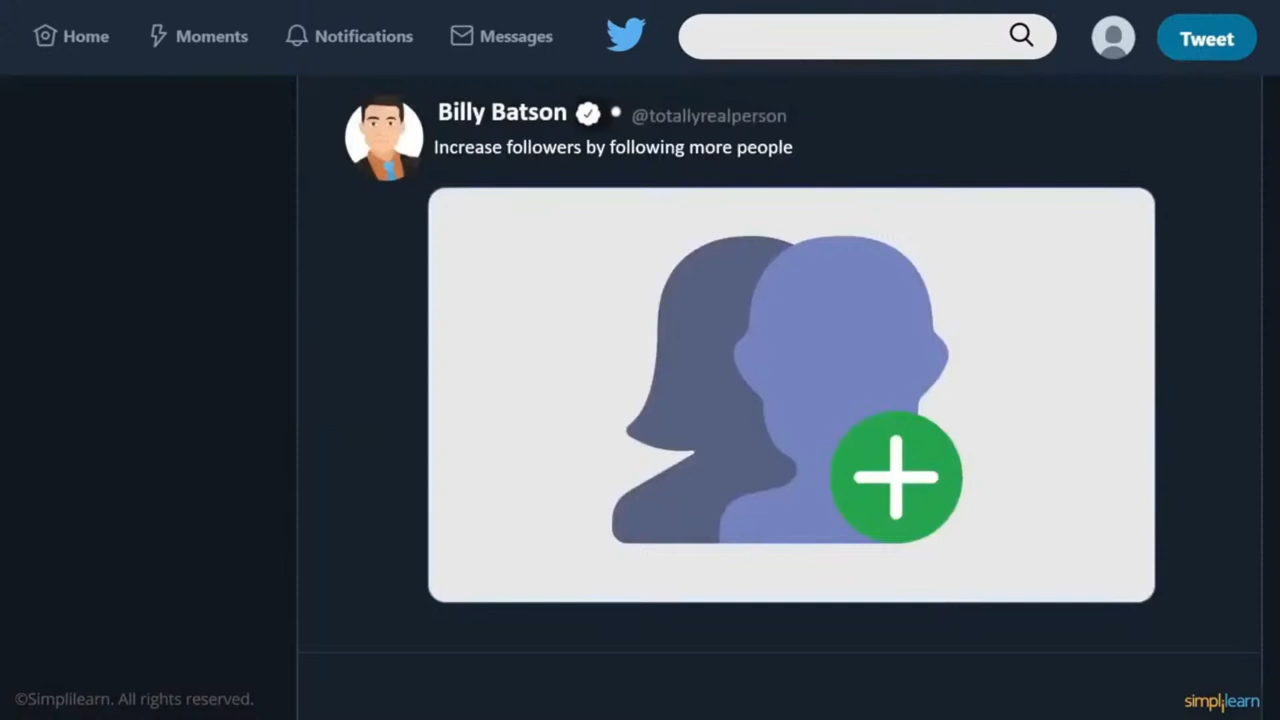 Home Moments Notifications Messages Tweet
Billy Batson @totallyrealperson
Increase followers by following more people
©Simplilearn. All rights reserved.
simplilearn